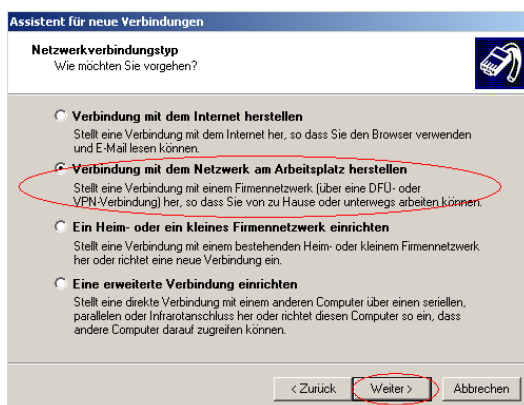 Assistent für neue Verbindungen
Netzwerkverbindungstyp
Wie möchten Sie vorgehen?
Verbindung mit dem Internet herstellen
Stellt eine Verbindung mit dem Internet her, so dass Sie den Browser verwenden
und E-Mail lesen können.
Verbindung mit dem Netzwerk am Arbeitsplatz herstellen
Stellt eine Verbindung mit einem Firmennetzwerk (über eine DFÜ- oder
VPN-Verbindung) her, so dass Sie von zu Hause oder unterwegs arbeiten können.
Ein Heim- oder ein kleines Firmennetzwerk einrichten
Stellt eine Verbindung mit einem bestehenden Heim- oder kleinem Firmennetzwerk
her oder richtet eine neue Verbindung ein.
Eine erweiterte Verbindung einrichten
Stellt eine direkte Verbindung mit einem anderen Computer über einen seriellen,
parallelen oder Infrarotanschluss her oder richtet diesen Computer so ein, dass
andere Computer darauf zugreifen können.
< Zurück Weiter > Abbrechen